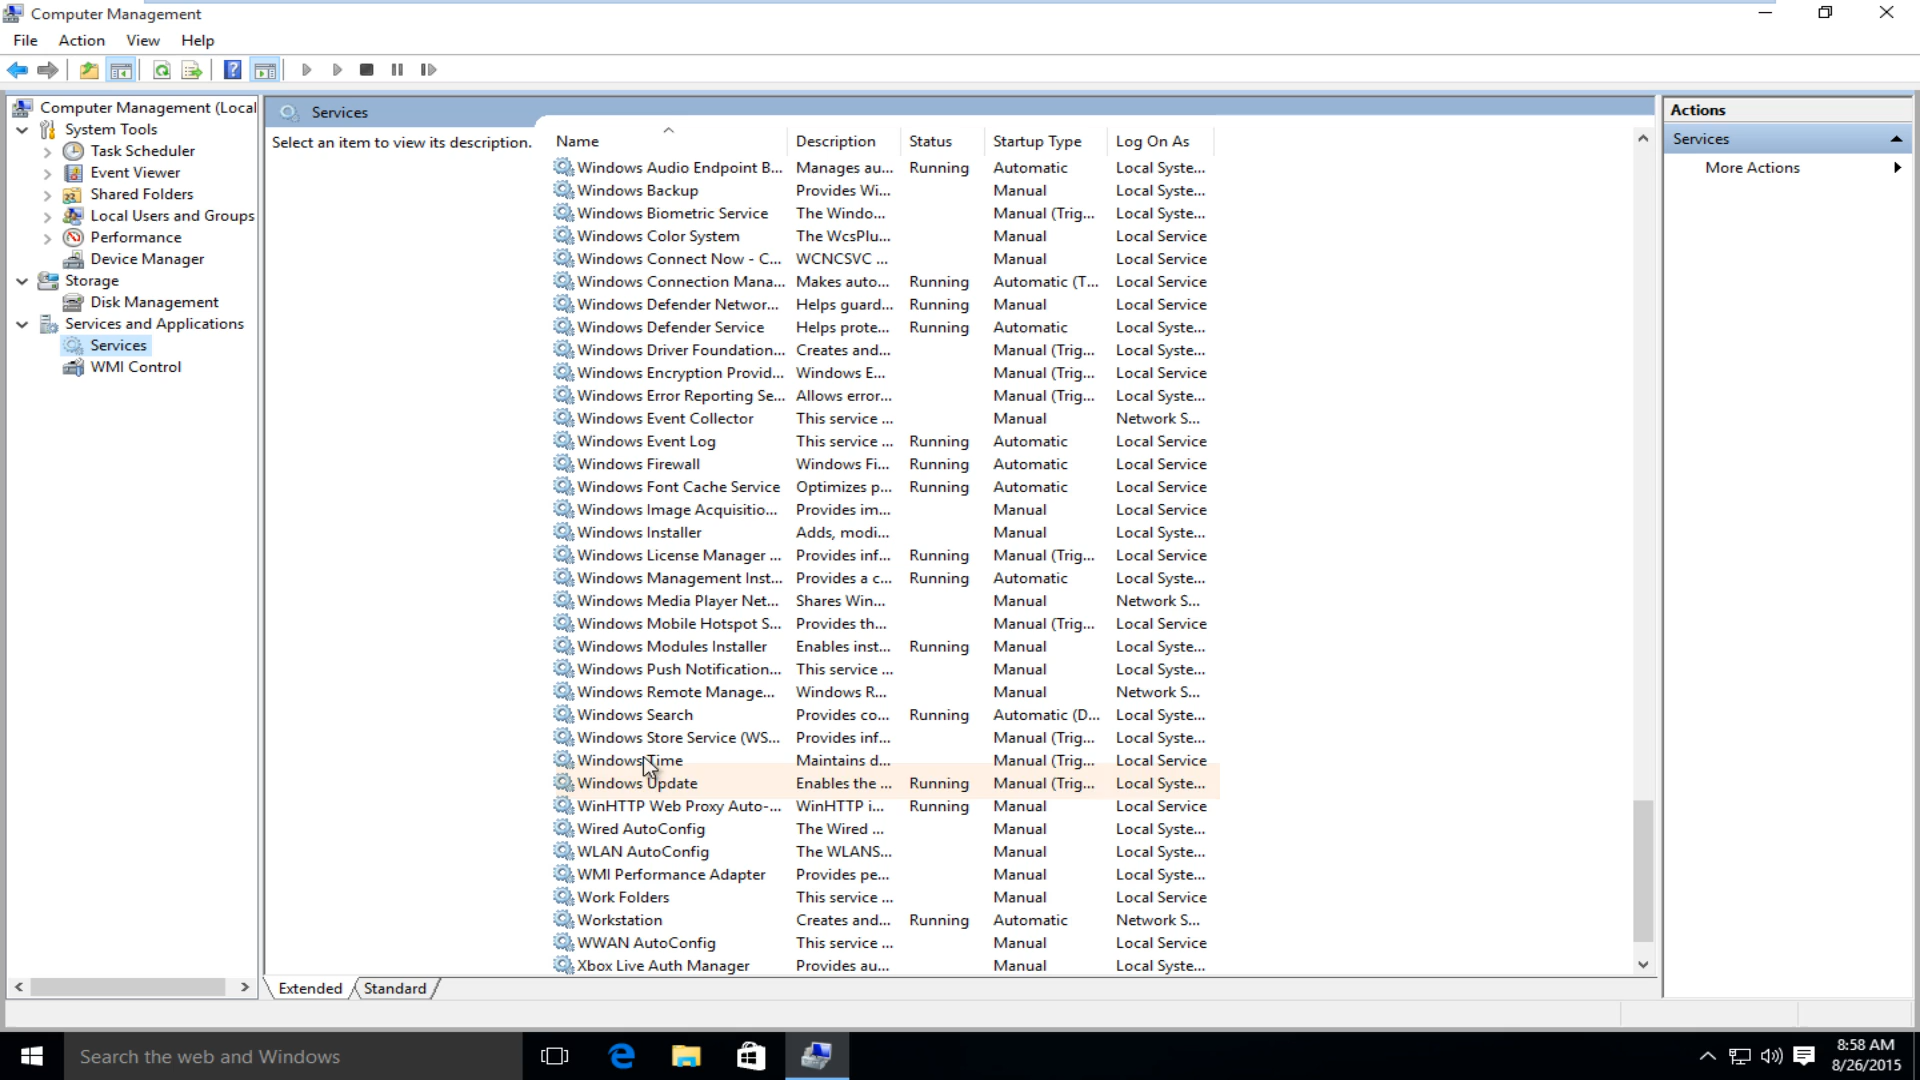 Computer Management
File Action View Help
Computer Management (Local
System Tools
Task Scheduler
Event Viewer
Shared Folders
Local Users and Groups
Performance
Device Manager
Storage
Disk Management
Services and Applications
Services
WMI Control
Services
Select an item to view its description.
Name Description Status Startup Type Log On As
Windows Audio Endpoint B... Manages au... Running Automatic Local Syste...
Windows Backup Provides Wi... Manual Local Syste...
Windows Biometric Service The Windo... Manual (Trig... Local Syste...
Windows Color System The WcsPlu... Manual Local Service
Windows Connect Now - C... WCNCSVC ... Manual Local Service
Windows Connection Mana... Makes auto... Running Automatic (T... Local Service
Windows Defender Networ... Helps guard... Running Manual Local Service
Windows Defender Service Helps prote... Running Automatic Local Syste...
Windows Driver Foundation... Creates and... Manual (Trig... Local Syste...
Windows Encryption Provid... Windows E... Manual (Trig... Local Service
Windows Error Reporting Se... Allows error... Manual (Trig... Local Syste...
Windows Event Collector This service ... Manual Network S...
Windows Event Log This service ... Running Automatic Local Service
Windows Firewall Windows Fi... Running Automatic Local Service
Windows Font Cache Service Optimizes p... Running Automatic Local Service
Windows Image Acquisitio... Provides im... Manual Local Service
Windows Installer Adds, modi... Manual Local Syste...
Windows License Manager ... Provides inf... Running Manual (Trig... Local Service
Windows Management Inst... Provides a c... Running Automatic Local Syste...
Windows Media Player Net... Shares Win... Manual Network S...
Windows Mobile Hotspot S... Provides th... Manual (Trig... Local Service
Windows Modules Installer Enables inst... Running Manual Local Syste...
Windows Push Notification... This service ... Manual Local Syste...
Windows Remote Manage... Windows R... Manual Network S...
Windows Search Provides co... Running Automatic (D... Local Syste...
Windows Store Service (WS... Provides inf... Manual (Trig... Local Syste...
Windows Time Maintains d... Manual (Trig... Local Service
Windows Update Enables the ... Running Manual (Trig... Local Syste...
WinHTTP Web Proxy Auto-... WinHTTP i... Running Manual Local Service
Wired AutoConfig The Wired ... Manual Local Syste...
WLAN AutoConfig The WLANS... Manual Local Syste...
WMI Performance Adapter Provides pe... Manual Local Syste...
Work Folders This service ... Manual Local Service
Workstation Creates and... Running Automatic Network S...
WWAN AutoConfig This service ... Manual Local Service
Xbox Live Auth Manager Provides au... Manual Local Syste...
Extended Standard
Actions
Services
More Actions
Search the web and Windows
8:58 AM
8/26/2015